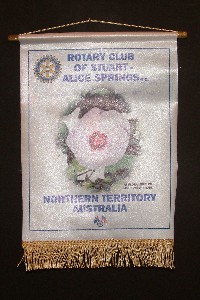 ROTARY CLUB
OF STUART -
ALICE SPRINGS
NORTHERN TERRITORY
AUSTRALIA